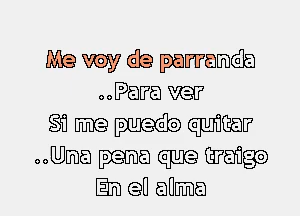 Me voy de parranda
..Para ver
Si me puedo quitar
..Una pena que traigo
En el alma